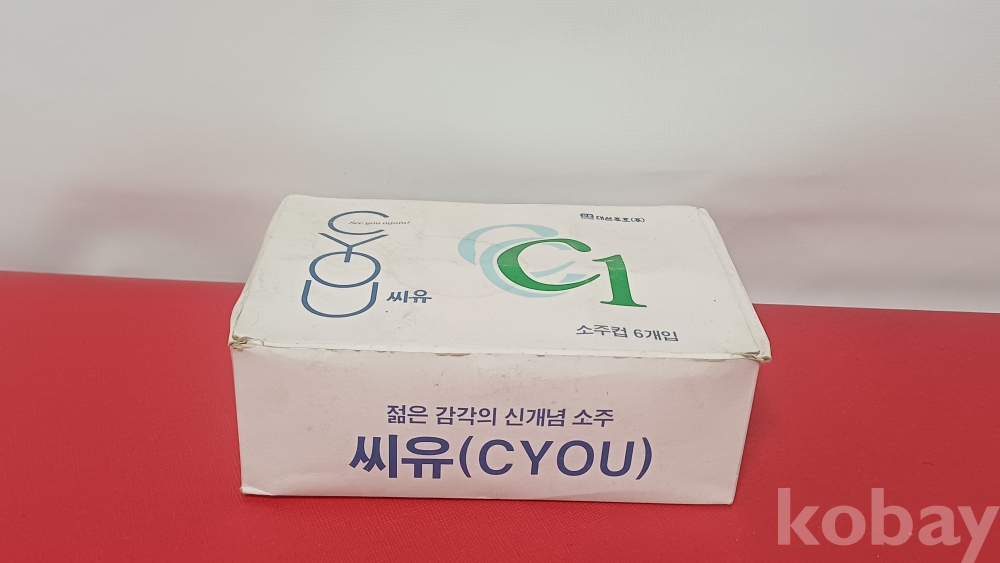 See you again!
CYOU
씨유
대선주조(주)
C1
소주컵 6개입
젊은 감각의 신개념 소주
씨유(CYOU)
kobay